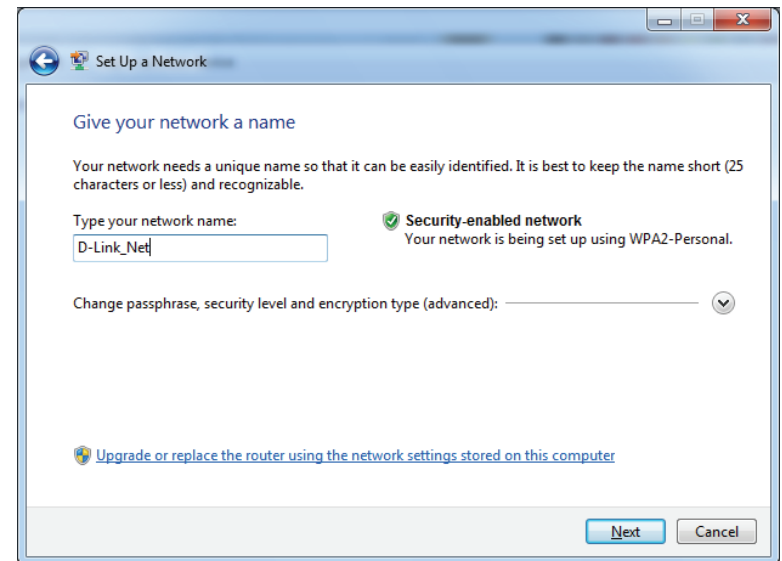 Set Up a Network
Give your network a name
Your network needs a unique name so that it can be easily identified. It is best to keep the name short (25
characters or less) and recognizable.
Type your network name:
D-Link_Net
Security-enabled network
Your network is being set up using WPA2-Personal.
Change passphrase, security level and encryption type (advanced):
Upgrade or replace the router using the network settings stored on this computer
Next
Cancel